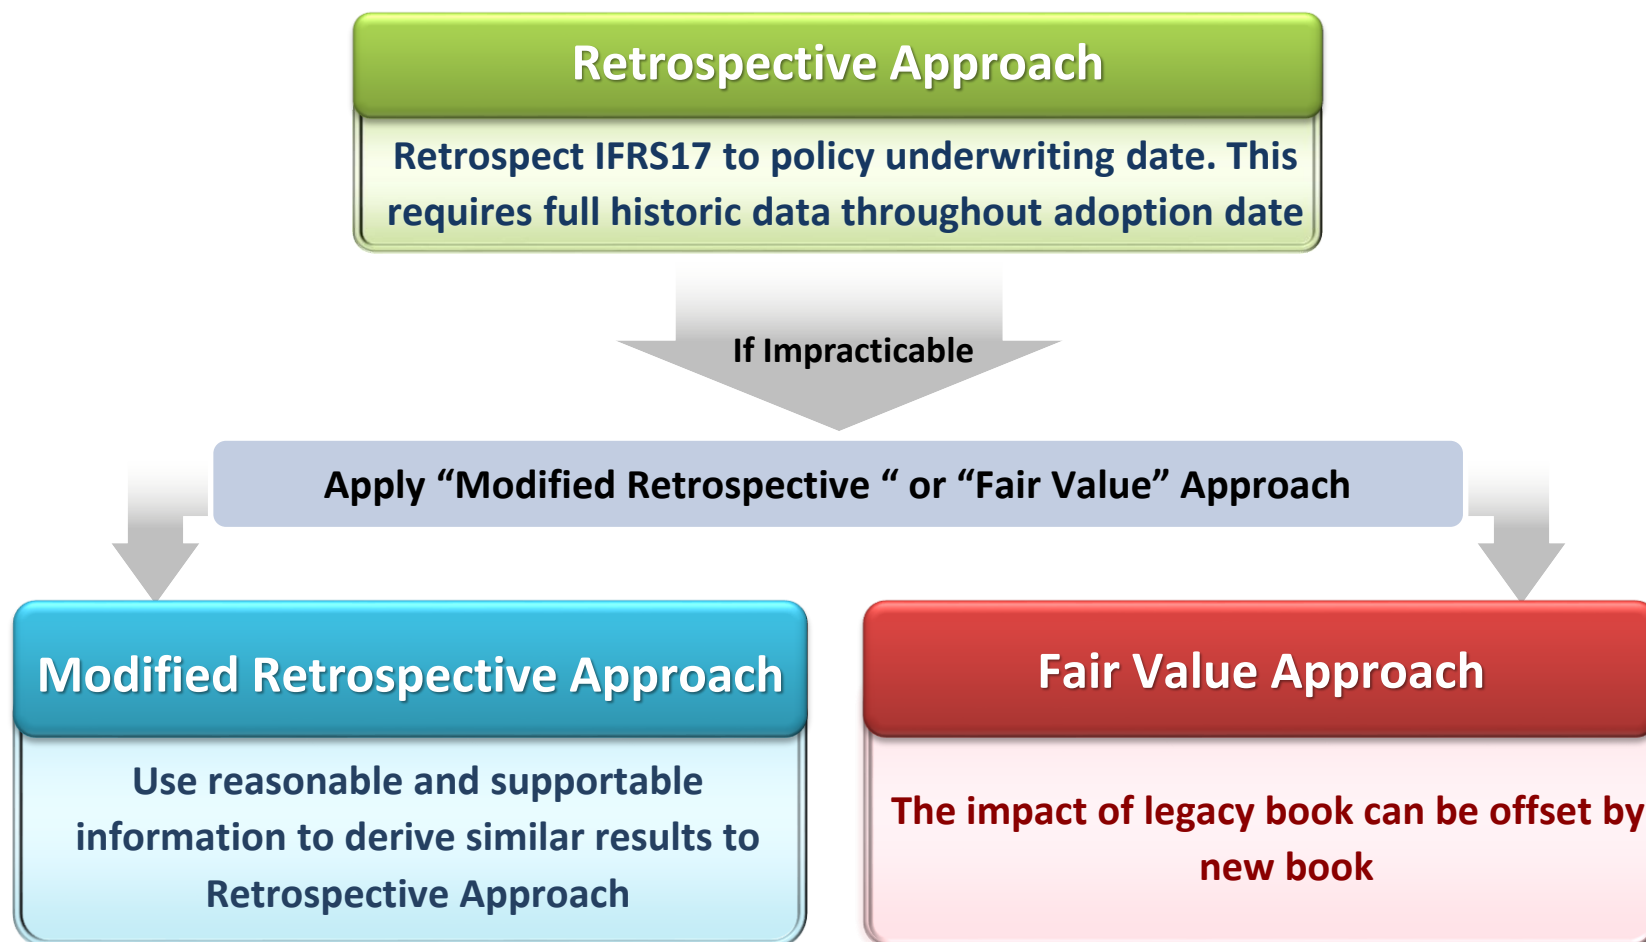 Retrospective Approach
Retrospect IFRS17 to policy underwriting date. This
requires full historic data throughout adoption date
If Impracticable
Apply “Modified Retrospective “ or “Fair Value” Approach
Modified Retrospective Approach
Use reasonable and supportable
information to derive similar results to
Retrospective Approach
Fair Value Approach
The impact of legacy book can be offset by
new book